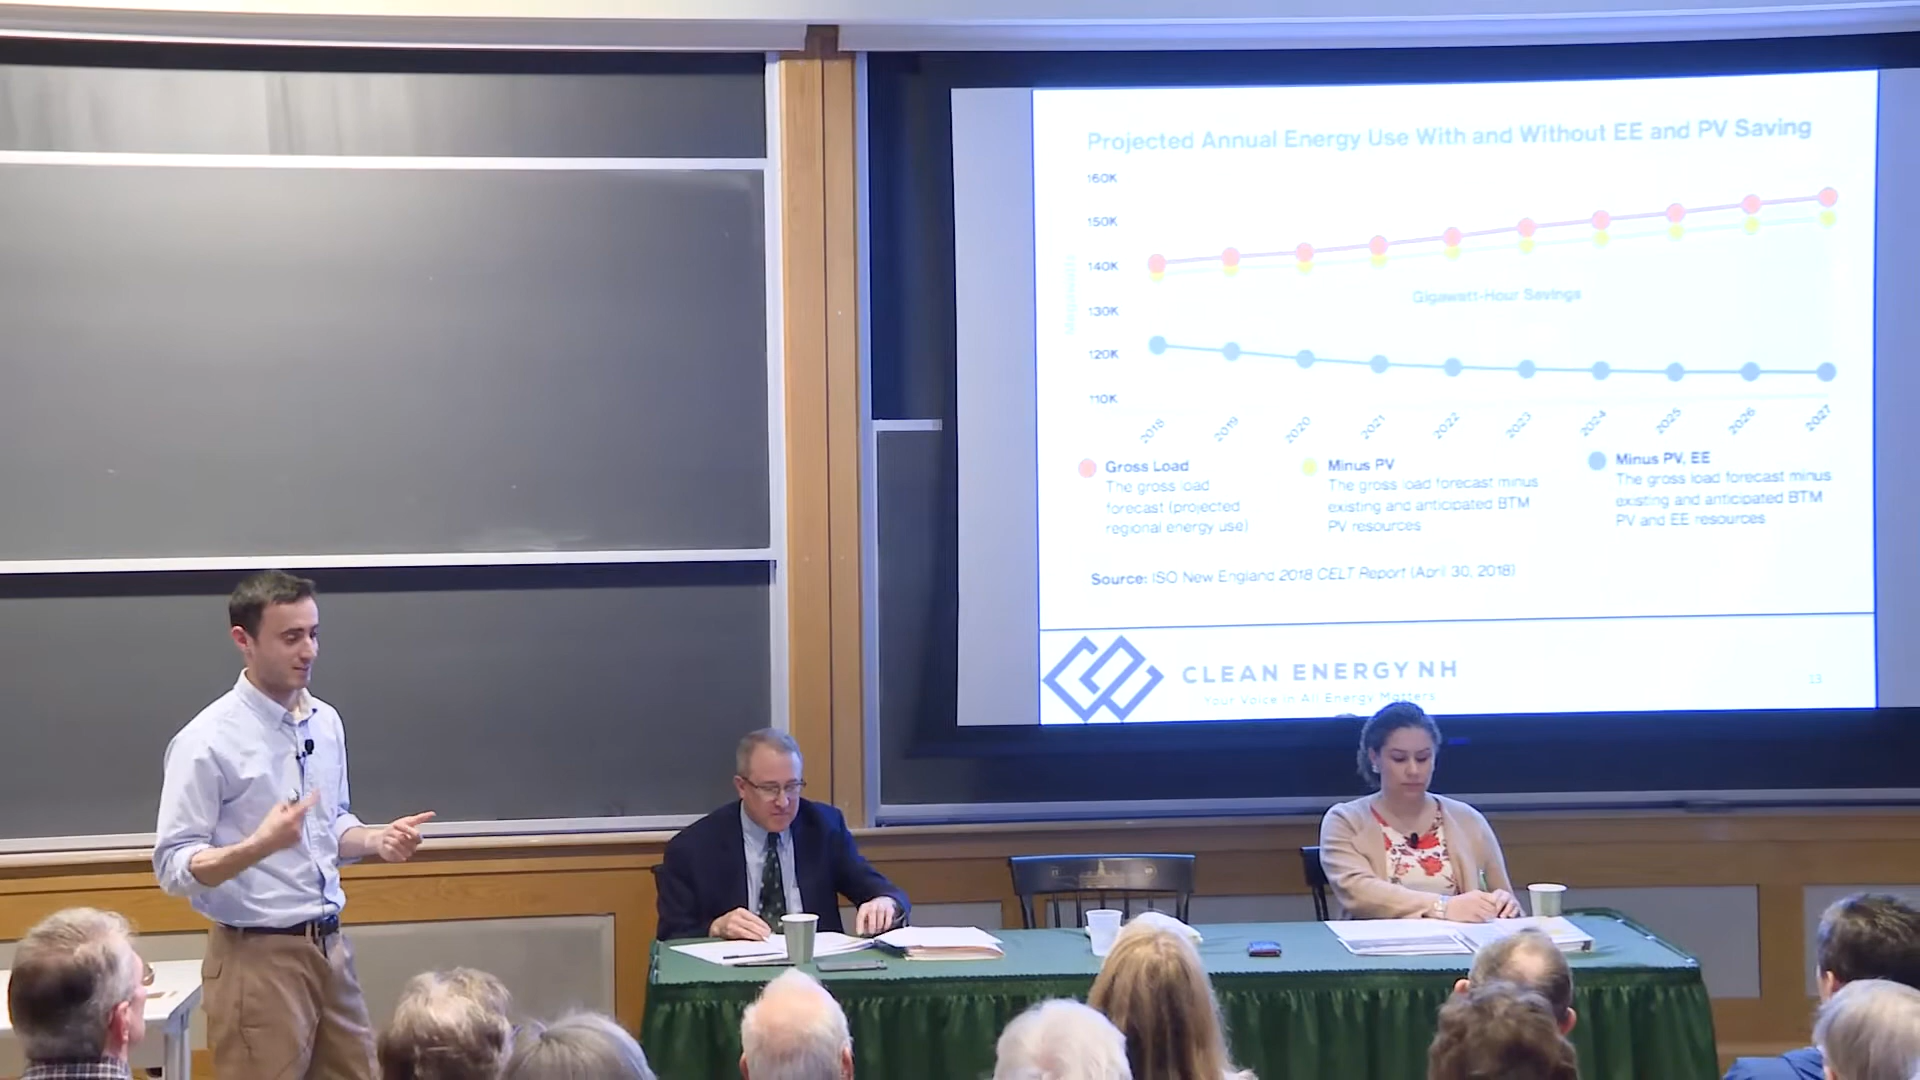 Projected Annual Energy Use With and Without EE and PV Saving
160K
150K
140K
130K
120K
110K
Gigawatt-Hour Savings
2018
2019
2020
2021
2022
2023
2024
2025
2026
2027
Gross Load
The gross load
forecast (projected
regional energy use)
Minus PV
The gross load forecast minus
existing and anticipated BTM
PV resources
Minus PV, EE
The gross load forecast minus
existing and anticipated BTM
PV and EE resources
Source: ISO New England 2018 CELT Report (April 30, 2018)
CLEAN ENERGY NH
Your Voice in All Energy Matters
13